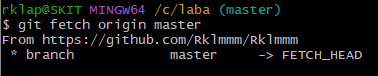 rklap@SKIT MINGW64 /c/laba (master)
$ git fetch origin master
From https://github.com/Rklmmm/Rklmmm
 * branch            master     -> FETCH_HEAD